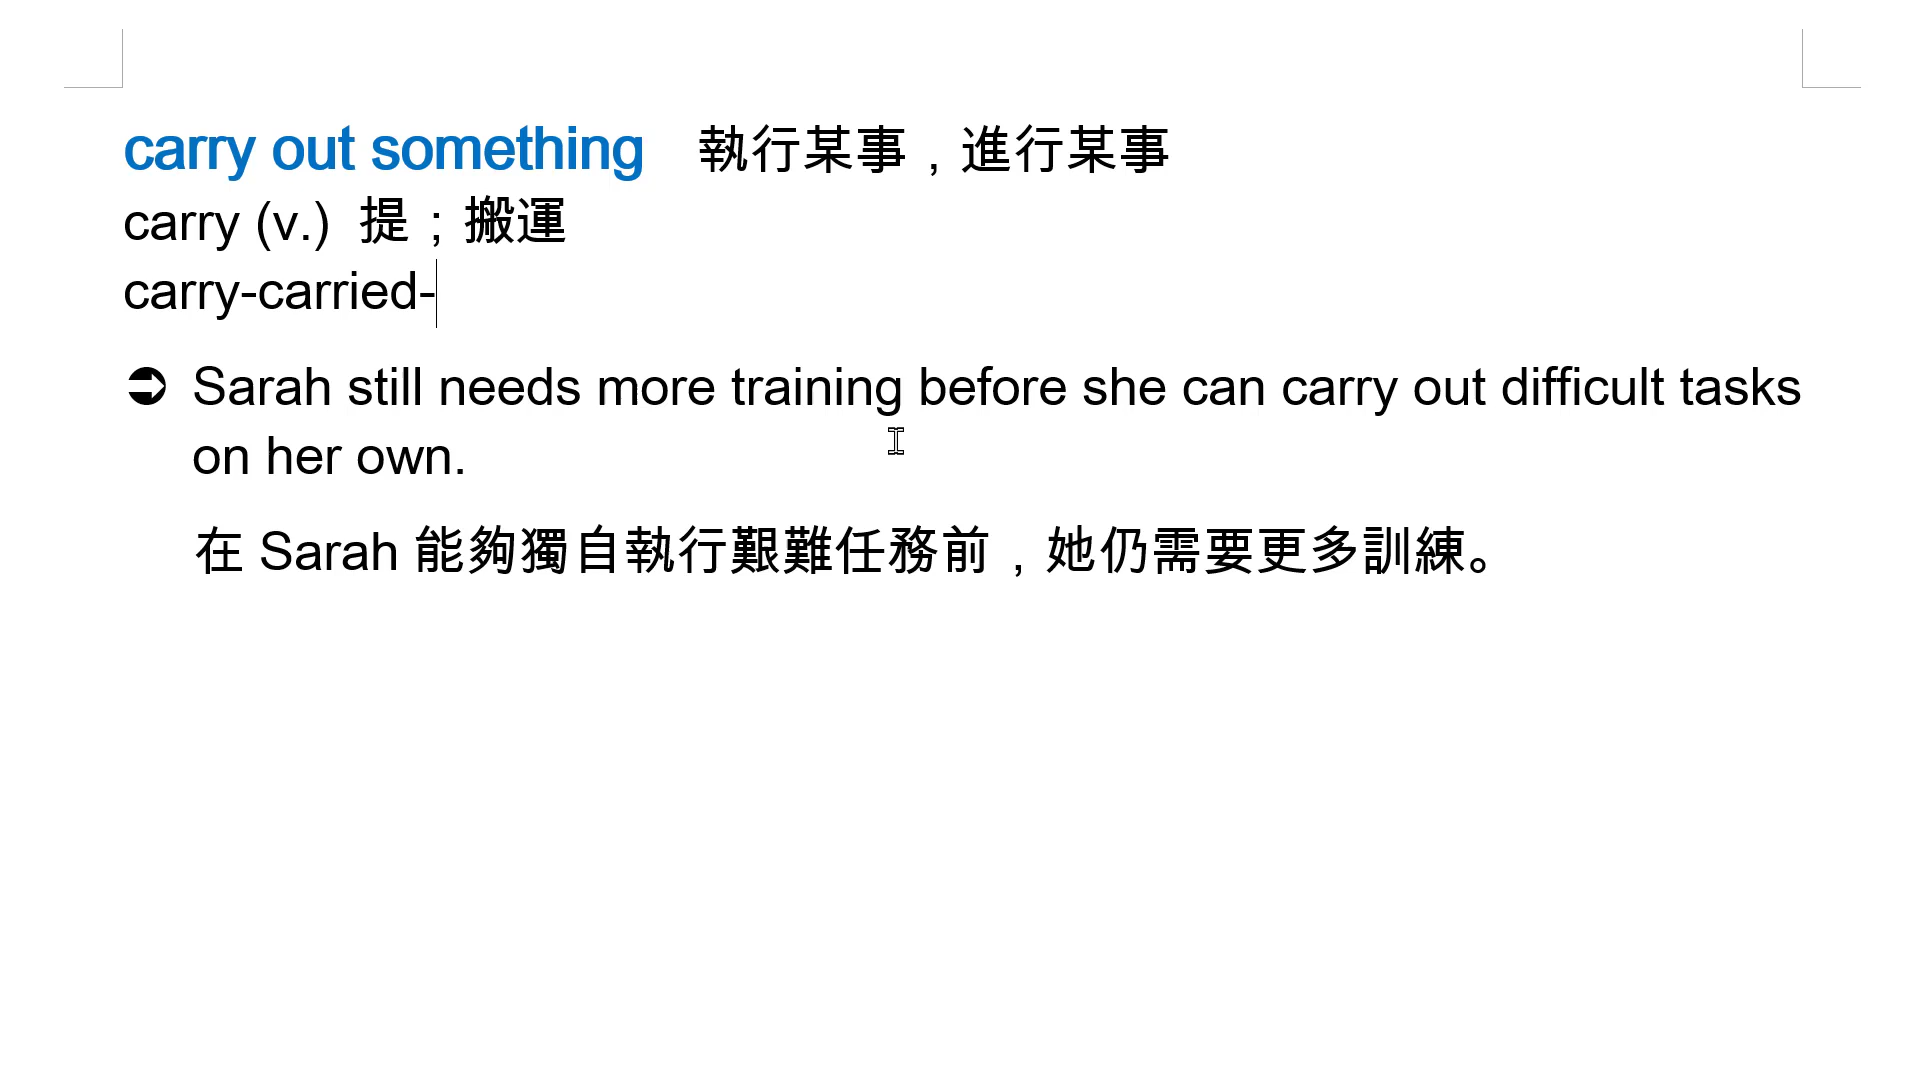 carry out something 執行某事，進行某事
carry (v.) 提；搬運
carry-carried-
➲ Sarah still needs more training before she can carry out difficult tasks
on her own.
在 Sarah 能夠獨自執行艱難任務前，她仍需要更多訓練。